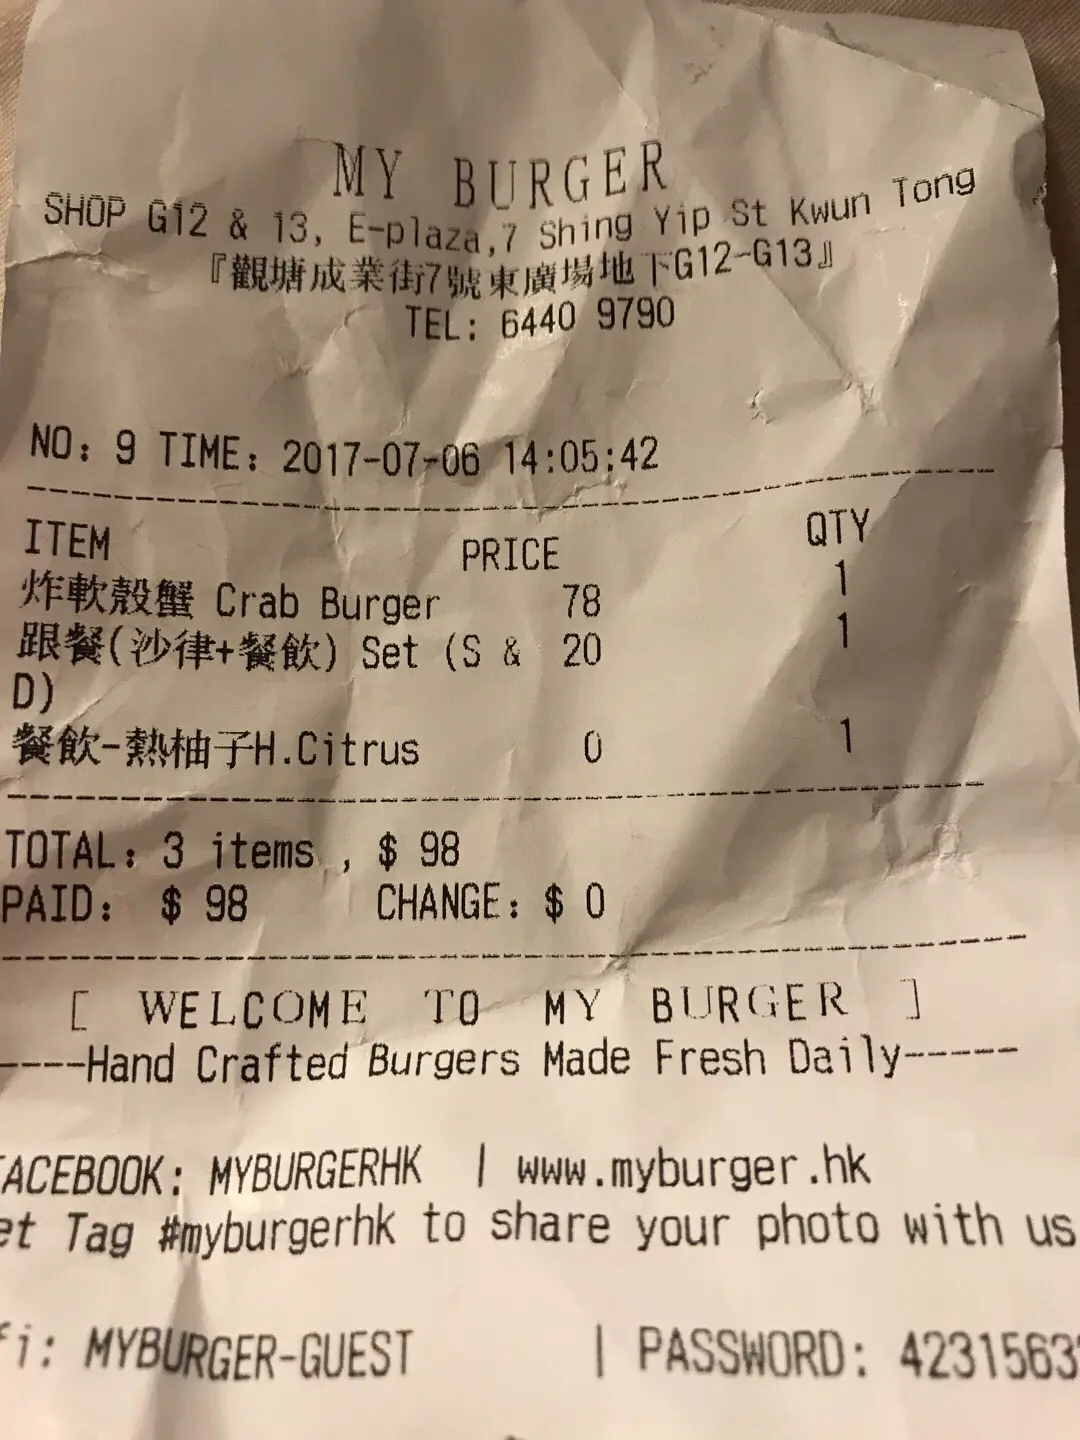 MY BURGER
SHOP G12 & 13, E-plaza,7 Shing Yip St Kwun Tong
『觀塘成業街7號東廣場地下G12-G13』
TEL: 6440 9790
NO: 9 TIME: 2017-07-06 14:05:42
ITEM PRICE QTY
炸軟殼蟹 Crab Burger 78 1
跟餐(沙律+餐飲) Set (S & 20 1
D)
餐飲-熱柚子H.Citrus 0 1
TOTAL: 3 items , $ 98
PAID: $ 98 CHANGE: $ 0
[ WELCOME TO MY BURGER ]
----Hand Crafted Burgers Made Fresh Daily-----
ACEBOOK: MYBURGERHK | www.myburger.hk
et Tag #myburgerhk to share your photo with us
fi: MYBURGER-GUEST | PASSWORD: 4231563